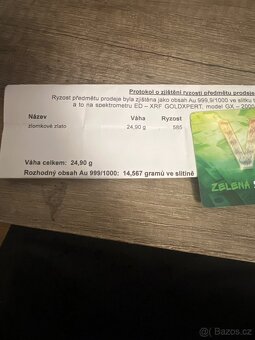 Protokol o zjištění ryzosti předmětu prodeje
Ryzost předmětu prodeje byla zjištěna jako obsah Au 999,9/1000 ve slitku
a to na spektrometru ED – XRF GOLDXPERT, model GX – 2000
Název Váha Ryzost
zlomkové zlato 24,90 g 585
Váha celkem: 24,90 g
Rozhodný obsah Au 999/1000: 14,567 gramů ve slitině
V
ZELENÁ
Bazos.cz